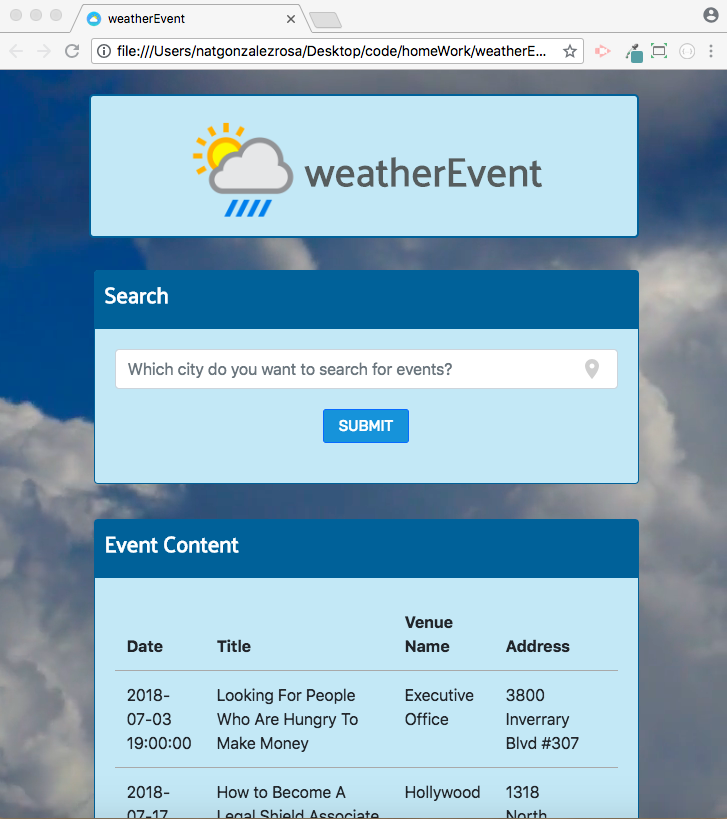 weatherEvent
file:///Users/natgonzalezrosa/Desktop/code/homeWork/weatherE...
weatherEvent
Search
Which city do you want to search for events?
SUBMIT
Event Content
Date Title Venue Name Address
2018-07-03 19:00:00 Looking For People Who Are Hungry To Make Money Executive Office 3800 Inverrary Blvd #307
2018-07-17 How to Become A Legal Shield Associate Hollywood 1318 North